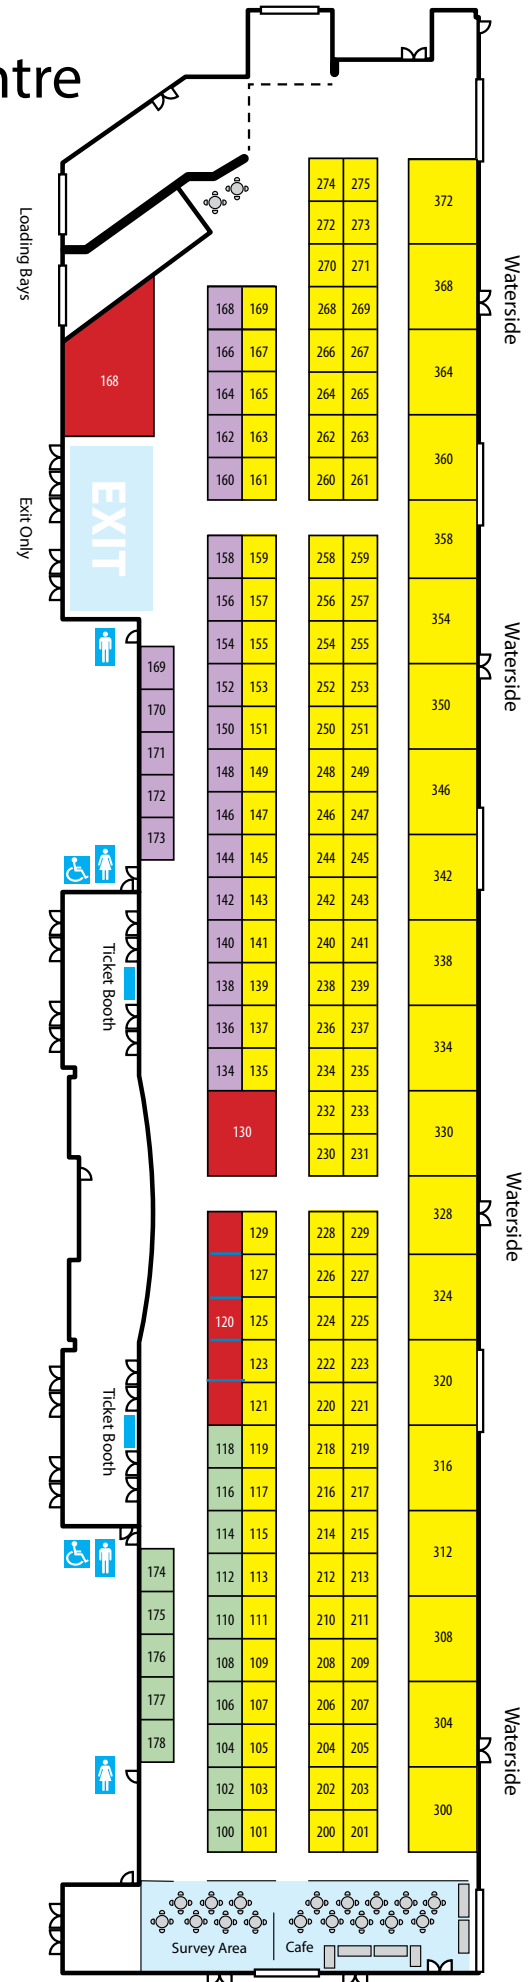 ntre
274 275 372
272 273
Loading Bays
270 271 368 Waterside
168 169 268 269
166 167 266 267 364
168
164 165 264 265
162 163 262 263 360
160 161 260 261
EXIT
Exit Only
358
158 159 258 259
156 157 256 257 354
154 155 254 255 Waterside
169 152 153 252 253
170 150 151 250 251 350
171 148 149 248 249
172 146 147 246 247 346
173 144 145 244 245
142 143 242 243 342
Ticket Booth
140 141 240 241 338
138 139 238 239
136 137 236 237 334
134 135 234 235
130 232 233 330
230 231
328 Waterside
129 228 229
127 226 227 324
120 125 224 225
123 222 223 320
121 220 221
Ticket Booth
118 119 218 219 316
116 117 216 217
114 115 214 215 312
174 112 113 212 213
175 110 111 210 211 308
176 108 109 208 209
177 106 107 206 207 304
178 104 105 204 205 Waterside
102 103 202 203 300
100 101 200 201
Survey Area Cafe